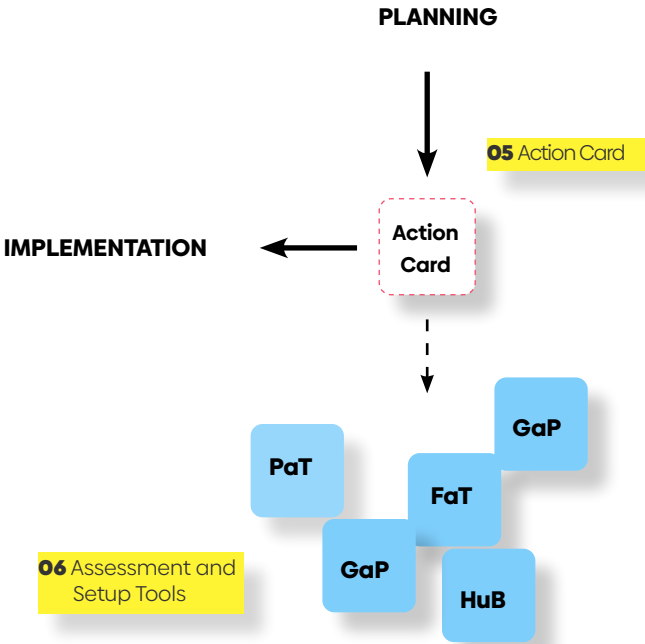 PLANNING
05 Action Card
Action
Card
IMPLEMENTATION
GaP
PaT
FaT
GaP
HuB
06 Assessment and
Setup Tools